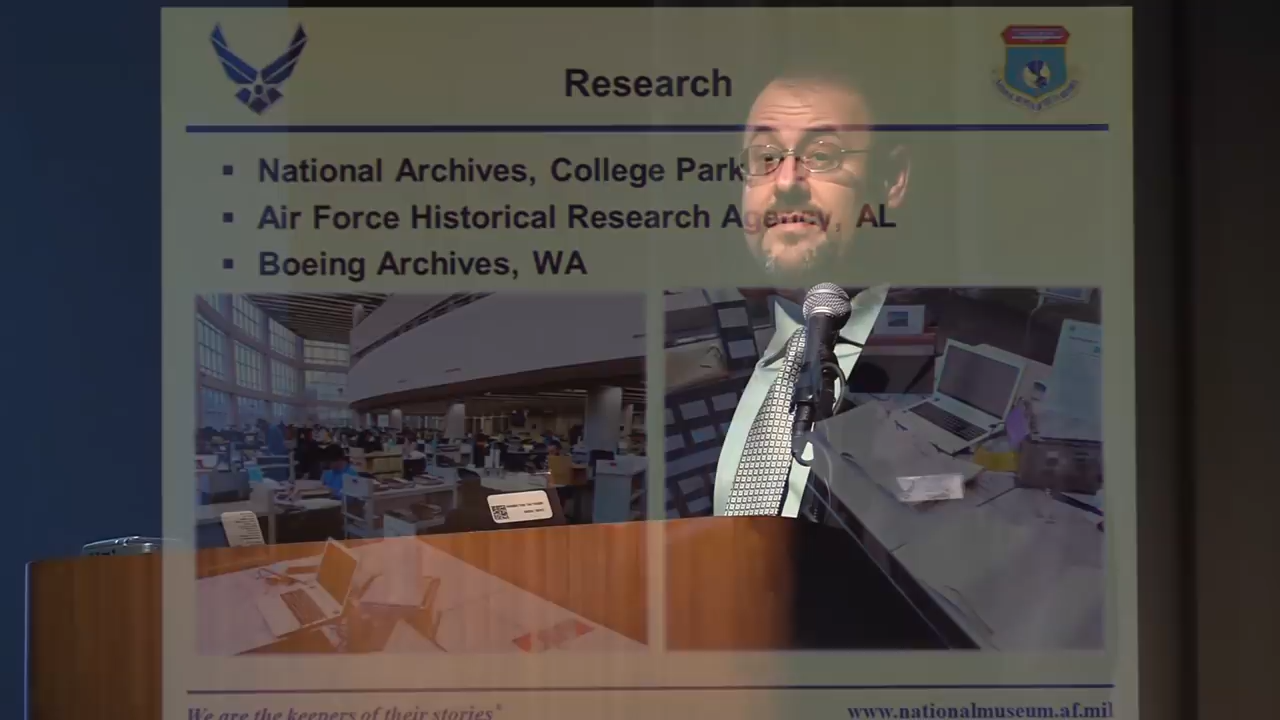 Research
▪ National Archives, College Park
▪ Air Force Historical Research Agency, AL
▪ Boeing Archives, WA
We are the keepers of their stories®
www.nationalmuseum.af.mil